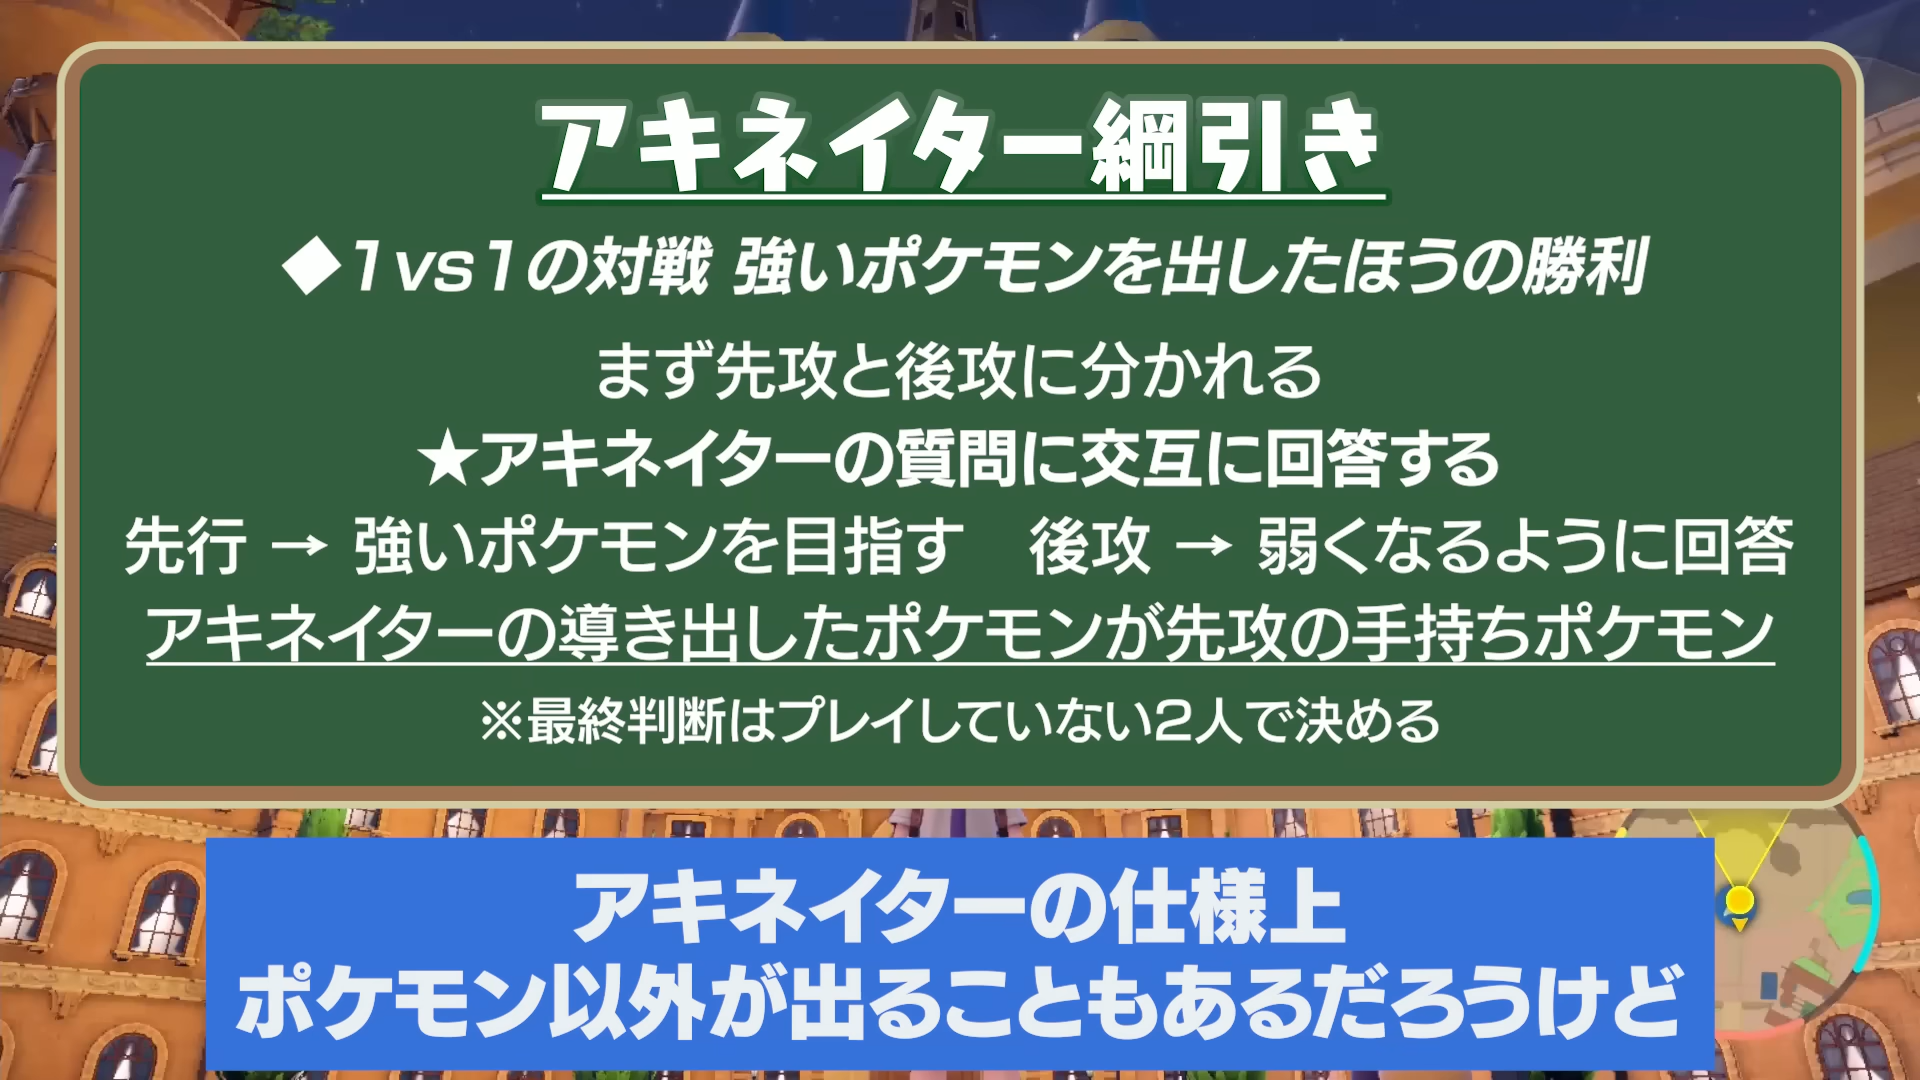 アキネイター綱引き
◆1vs1の対戦 強いポケモンを出したほうの勝利
まず先攻と後攻に分かれる
★アキネイターの質問に交互に回答する
先行 → 強いポケモンを目指す　後攻 → 弱くなるように回答
アキネイターの導き出したポケモンが先攻の手持ちポケモン
※最終判断はプレイしていない2人で決める
アキネイターの仕様上
ポケモン以外が出ることもあるだろうけど